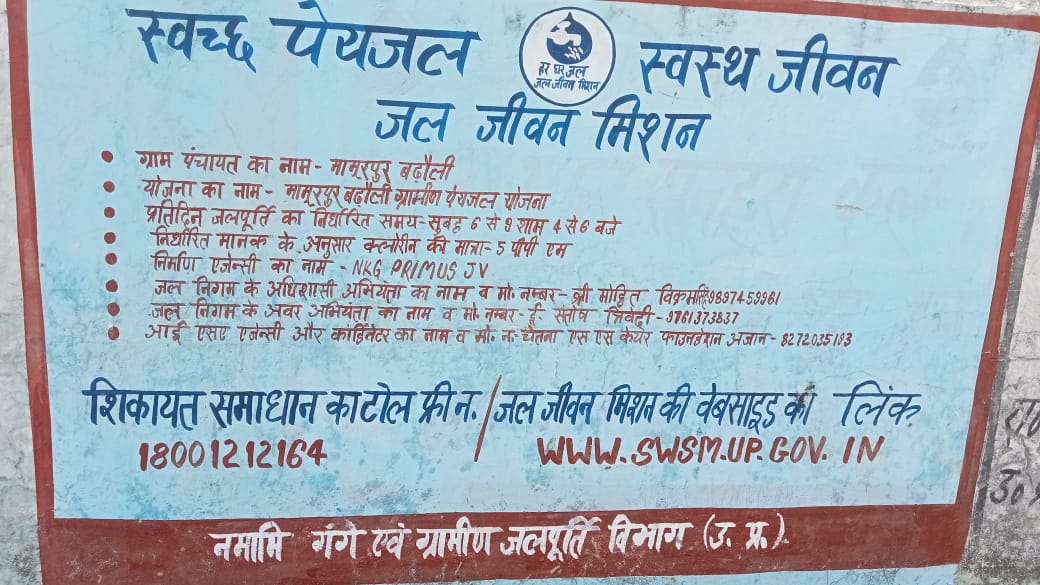 स्वच्छ पेयजल
हर घर जल
जल जीवन मिशन
स्वस्थ जीवन
जल जीवन मिशन
• ग्राम पंचायत का नाम - मामूरपुर बढ़ौली
• योजना का नाम - मामूरपुर बढ़ौली ग्रामीण पेयजल योजना
• प्रतिदिन जलपूर्ति का निर्धारित समय- सुबह 6 से 9 शाम 4 से 6 बजे
• निर्धारित मानक के अनुसार क्लोरीन की मात्रा- 5 पीपी एम
• निर्माण एजेन्सी का नाम - NKG PRIMUS JV
• जल निगम के अधिशासी अभियंता का नाम व मो. नम्बर- श्री मोहित विक्रम सिंह 9897459961
• जल निगम के अवर अभियंता का नाम व मो. नम्बर- ई- संतोष त्रिवेदी - 9761373837
• आई एसए एजेन्सी और कोर्डिनेटर का नाम व मो. न.- चेतना एस एस केयर फाउनडेशन अजान - 8272035193
शिकायत समाधान का टोल फ्री न. / जल जीवन मिशन की वेबसाइड का लिंक
18001212164
WWW.SWSM.UP.GOV.IN
नमामि गंगे एवं ग्रामीण जलपूर्ति विभाग (उ. प्र.)